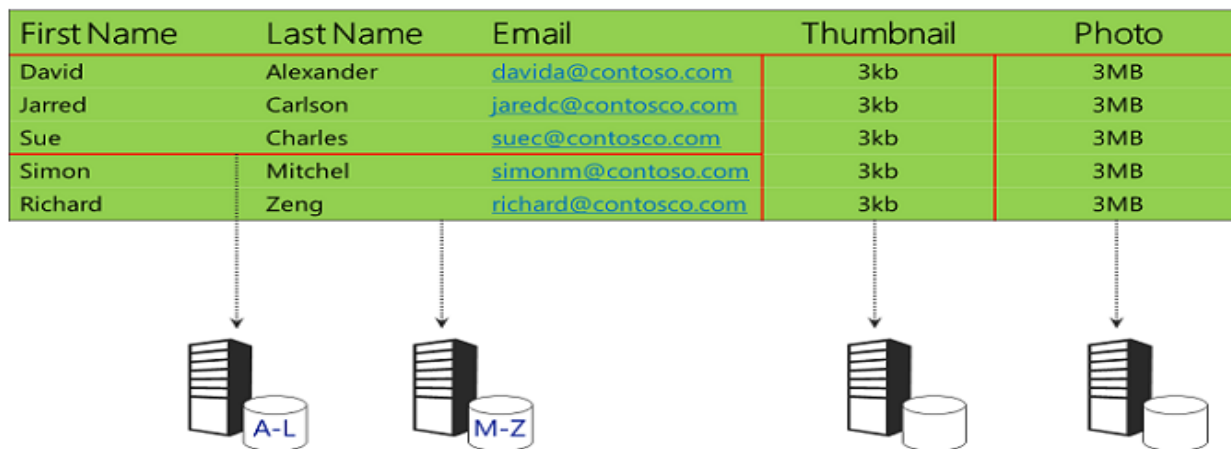 First Name Last Name Email Thumbnail Photo
David Alexander davida@contoso.com 3kb 3MB
Jarred Carlson jaredc@contosco.com 3kb 3MB
Sue Charles suec@contosco.com 3kb 3MB
Simon Mitchel simonm@contoso.com 3kb 3MB
Richard Zeng richard@contosco.com 3kb 3MB
A-L M-Z